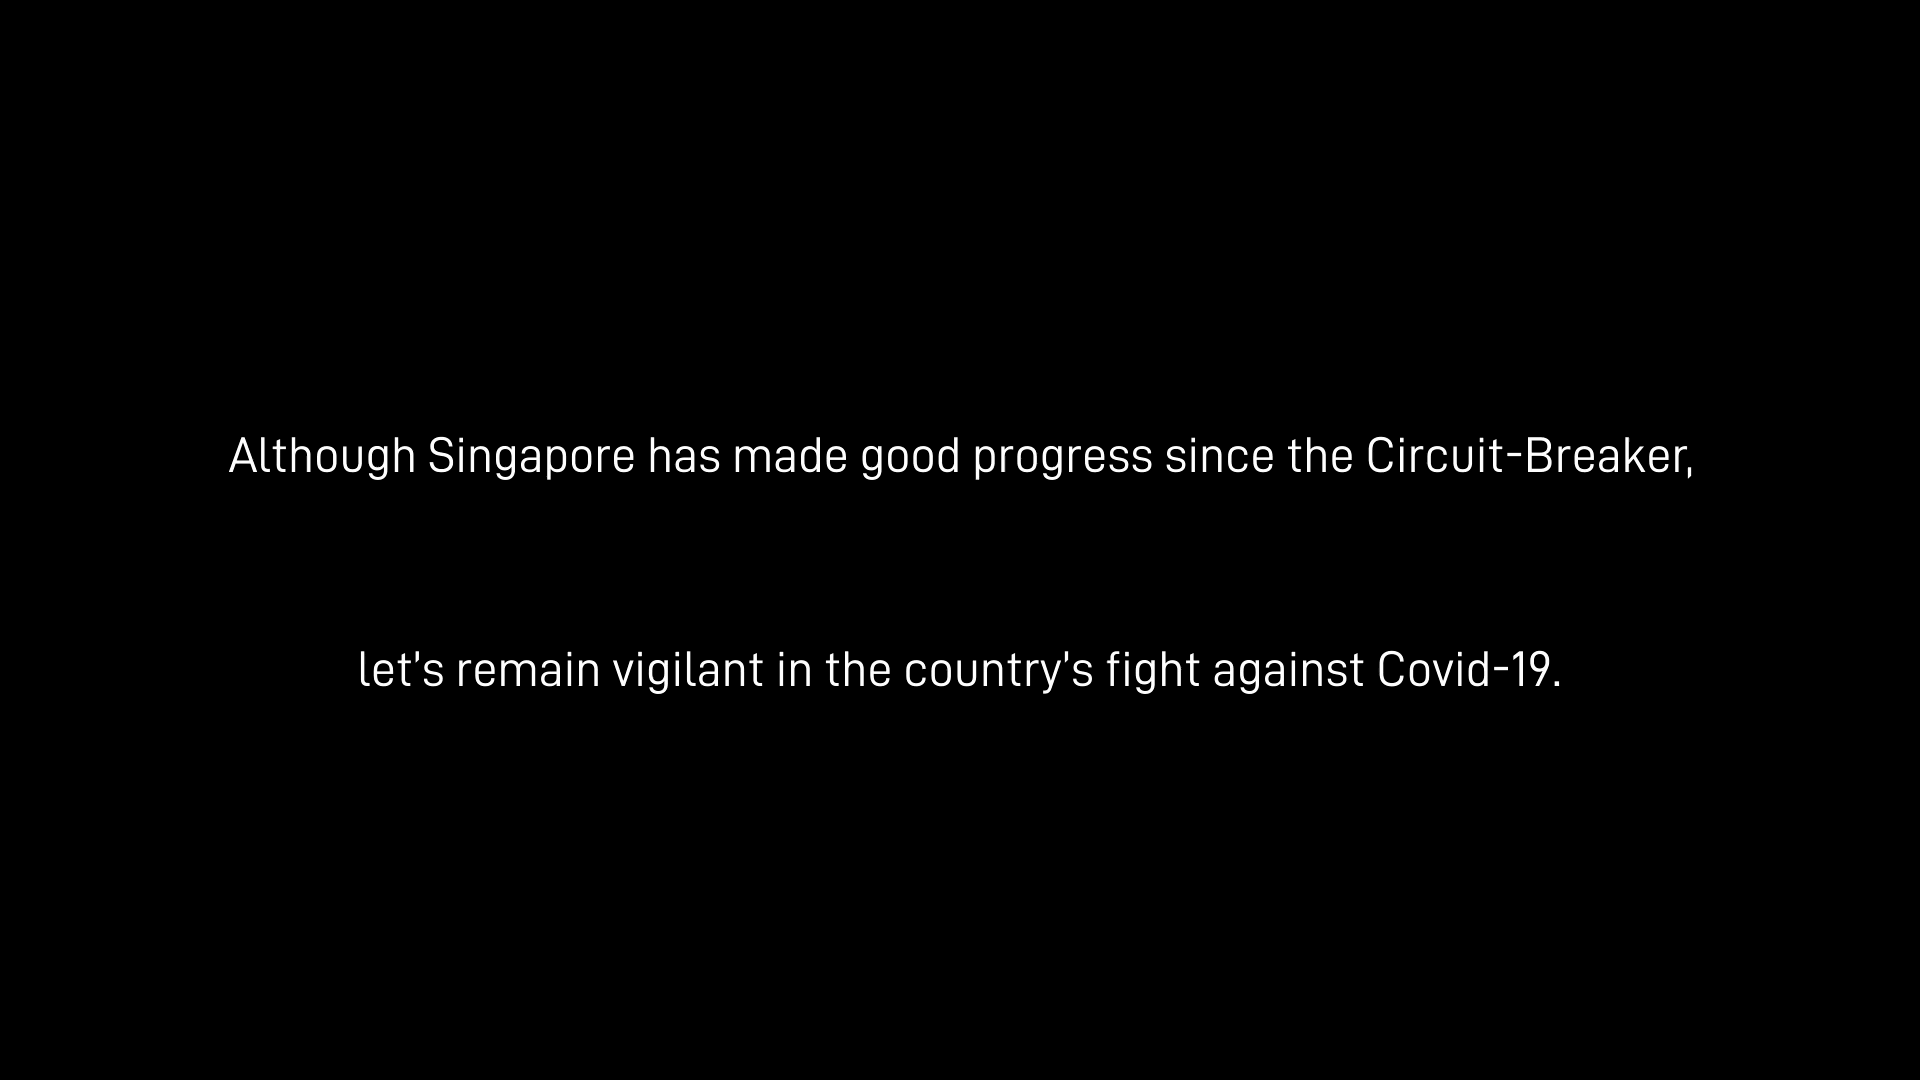 Although Singapore has made good progress since the Circuit-Breaker,
let's remain vigilant in the country's fight against Covid-19.